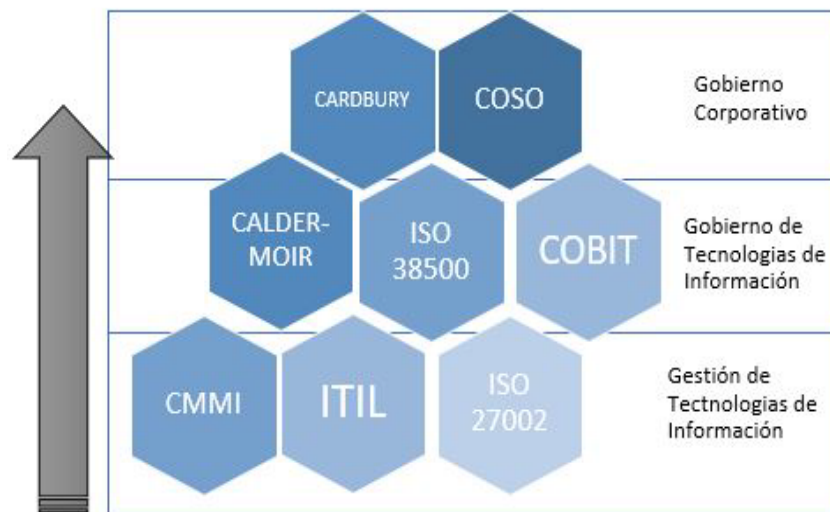 CARDBURY
COSO
Gobierno
Corporativo
CALDER-
MOIR
ISO
38500
COBIT
Gobierno de
Tecnologias de
Información
CMMI
ITIL
ISO
27002
Gestión de
Tectnologias de
Información